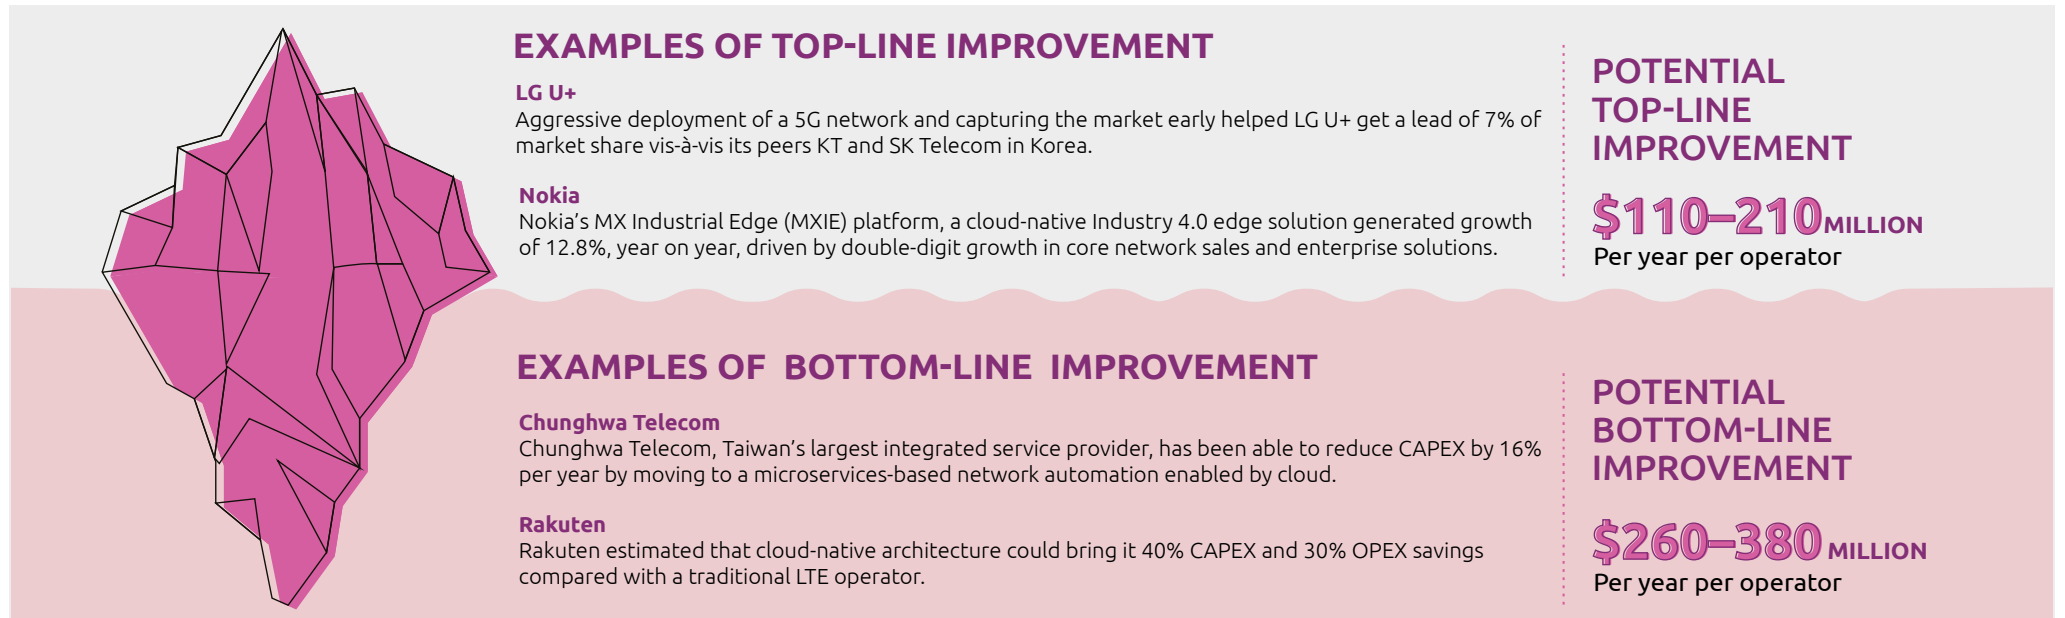 EXAMPLES OF TOP-LINE IMPROVEMENT
LG U+
Aggressive deployment of a 5G network and capturing the market early helped LG U+ get a lead of 7% of
market share vis-à-vis its peers KT and SK Telecom in Korea.
Nokia
Nokia’s MX Industrial Edge (MXIE) platform, a cloud-native Industry 4.0 edge solution generated growth
of 12.8%, year on year, driven by double-digit growth in core network sales and enterprise solutions.
POTENTIAL
TOP-LINE
IMPROVEMENT
$110–210 MILLION
Per year per operator
EXAMPLES OF BOTTOM-LINE IMPROVEMENT
Chunghwa Telecom
Chunghwa Telecom, Taiwan’s largest integrated service provider, has been able to reduce CAPEX by 16%
per year by moving to a microservices-based network automation enabled by cloud.
Rakuten
Rakuten estimated that cloud-native architecture could bring it 40% CAPEX and 30% OPEX savings
compared with a traditional LTE operator.
POTENTIAL
BOTTOM-LINE
IMPROVEMENT
$260–380 MILLION
Per year per operator